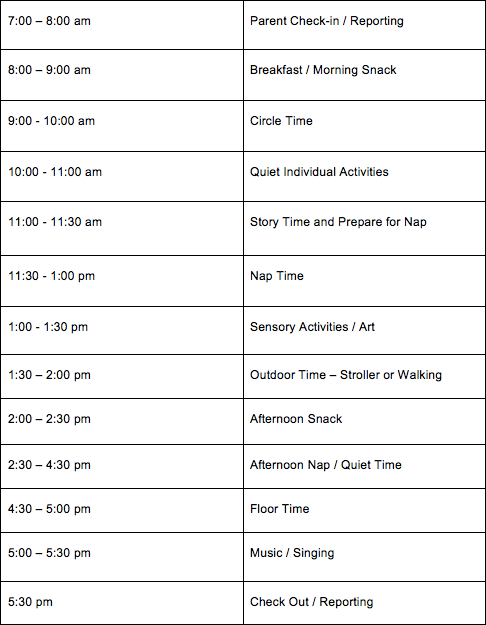 7:00 – 8:00 am Parent Check-in / Reporting
8:00 – 9:00 am Breakfast / Morning Snack
9:00 - 10:00 am Circle Time
10:00 - 11:00 am Quiet Individual Activities
11:00 - 11:30 am Story Time and Prepare for Nap
11:30 - 1:00 pm Nap Time
1:00 - 1:30 pm Sensory Activities / Art
1:30 – 2:00 pm Outdoor Time – Stroller or Walking
2:00 – 2:30 pm Afternoon Snack
2:30 – 4:30 pm Afternoon Nap / Quiet Time
4:30 – 5:00 pm Floor Time
5:00 – 5:30 pm Music / Singing
5:30 pm Check Out / Reporting